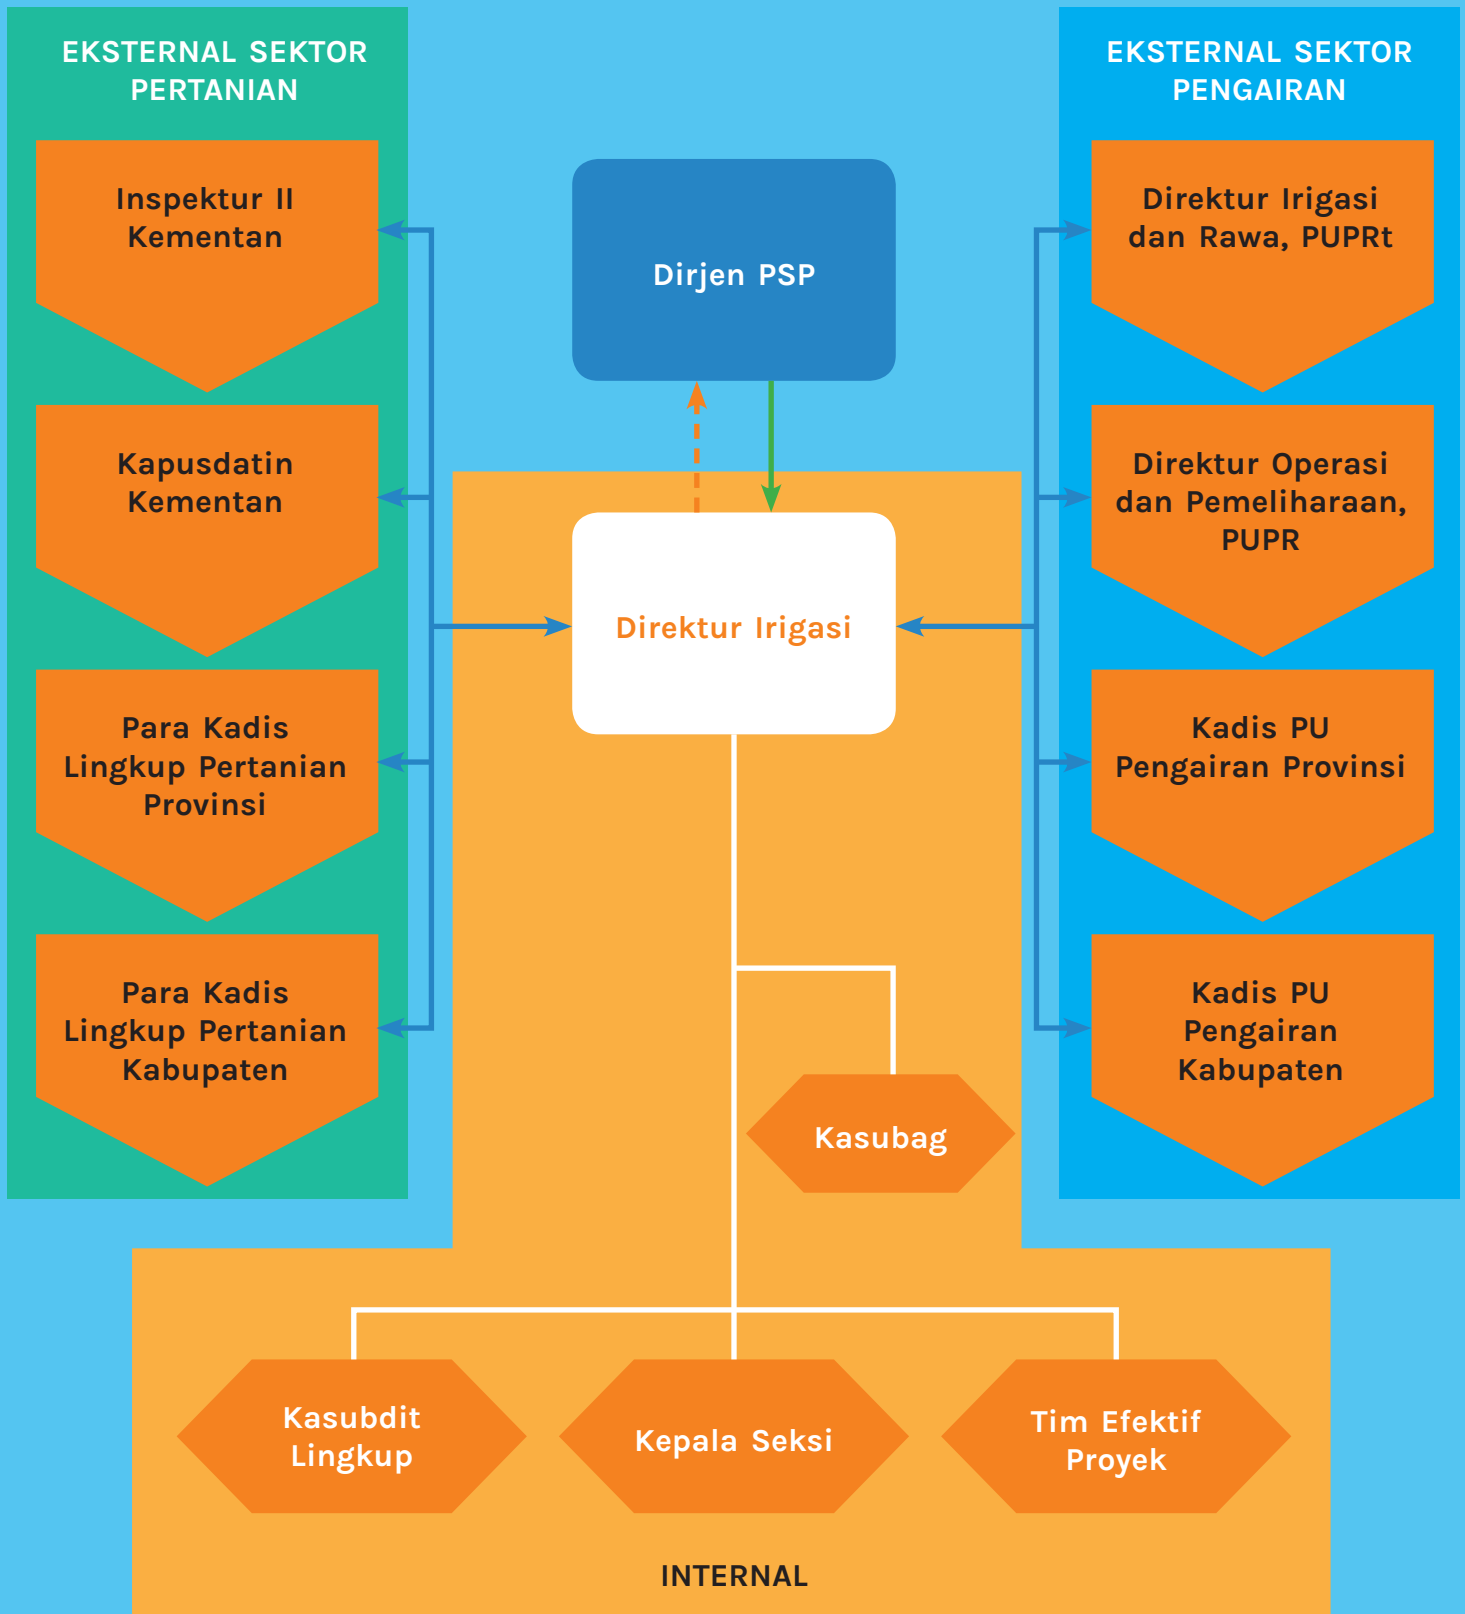 EKSTERNAL SEKTOR
PERTANIAN
Inspektur II
Kementan
Kapusdatin
Kementan
Para Kadis
Lingkup Pertanian
Provinsi
Para Kadis
Lingkup Pertanian
Kabupaten
Dirjen PSP
Direktur Irigasi
EKSTERNAL SEKTOR
PENGAIRAN
Direktur Irigasi
dan Rawa, PUPRt
Direktur Operasi
dan Pemeliharaan,
PUPR
Kadis PU
Pengairan Provinsi
Kadis PU
Pengairan
Kabupaten
Kasubag
Kasubdit
Lingkup
Kepala Seksi
Tim Efektif
Proyek
INTERNAL